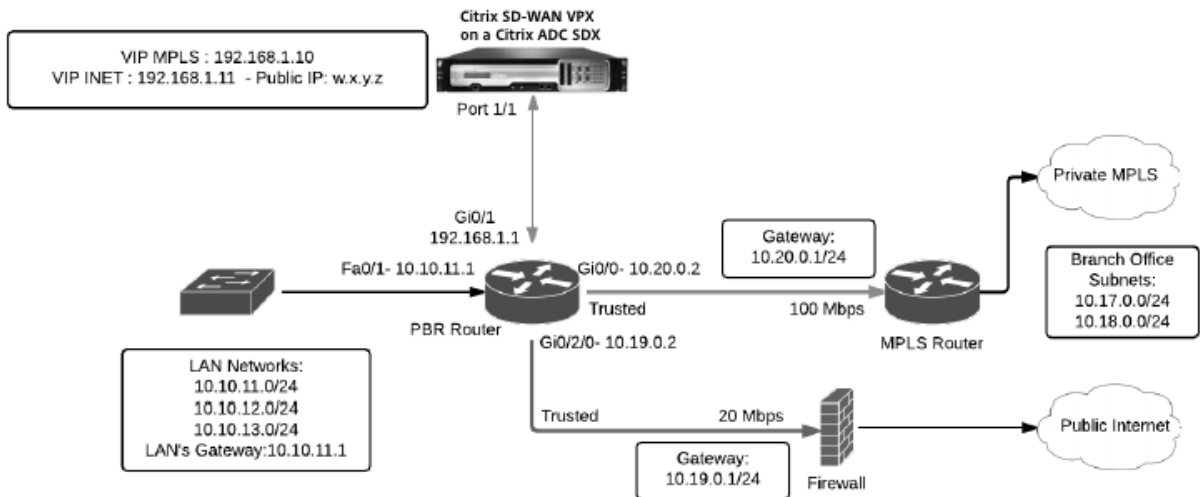 Citrix SD-WAN VPX
on a Citrix ADC SDX
VIP MPLS : 192.168.1.10
VIP INET : 192.168.1.11 - Public IP: w.x.y.z
Port 1/1
Private MPLS
Gi0/1
192.168.1.1
Gateway:
10.20.0.1/24
Fa0/1- 10.10.11.1
Gi0/0- 10.20.0.2
Branch Office
Subnets:
10.17.0.0/24
10.18.0.0/24
Trusted
100 Mbps
PBR Router
MPLS Router
Gi0/2/0- 10.19.0.2
LAN Networks:
10.10.11.0/24
10.10.12.0/24
10.10.13.0/24
LAN's Gateway:10.10.11.1
Trusted
20 Mbps
Public Internet
Gateway:
10.19.0.1/24
Firewall